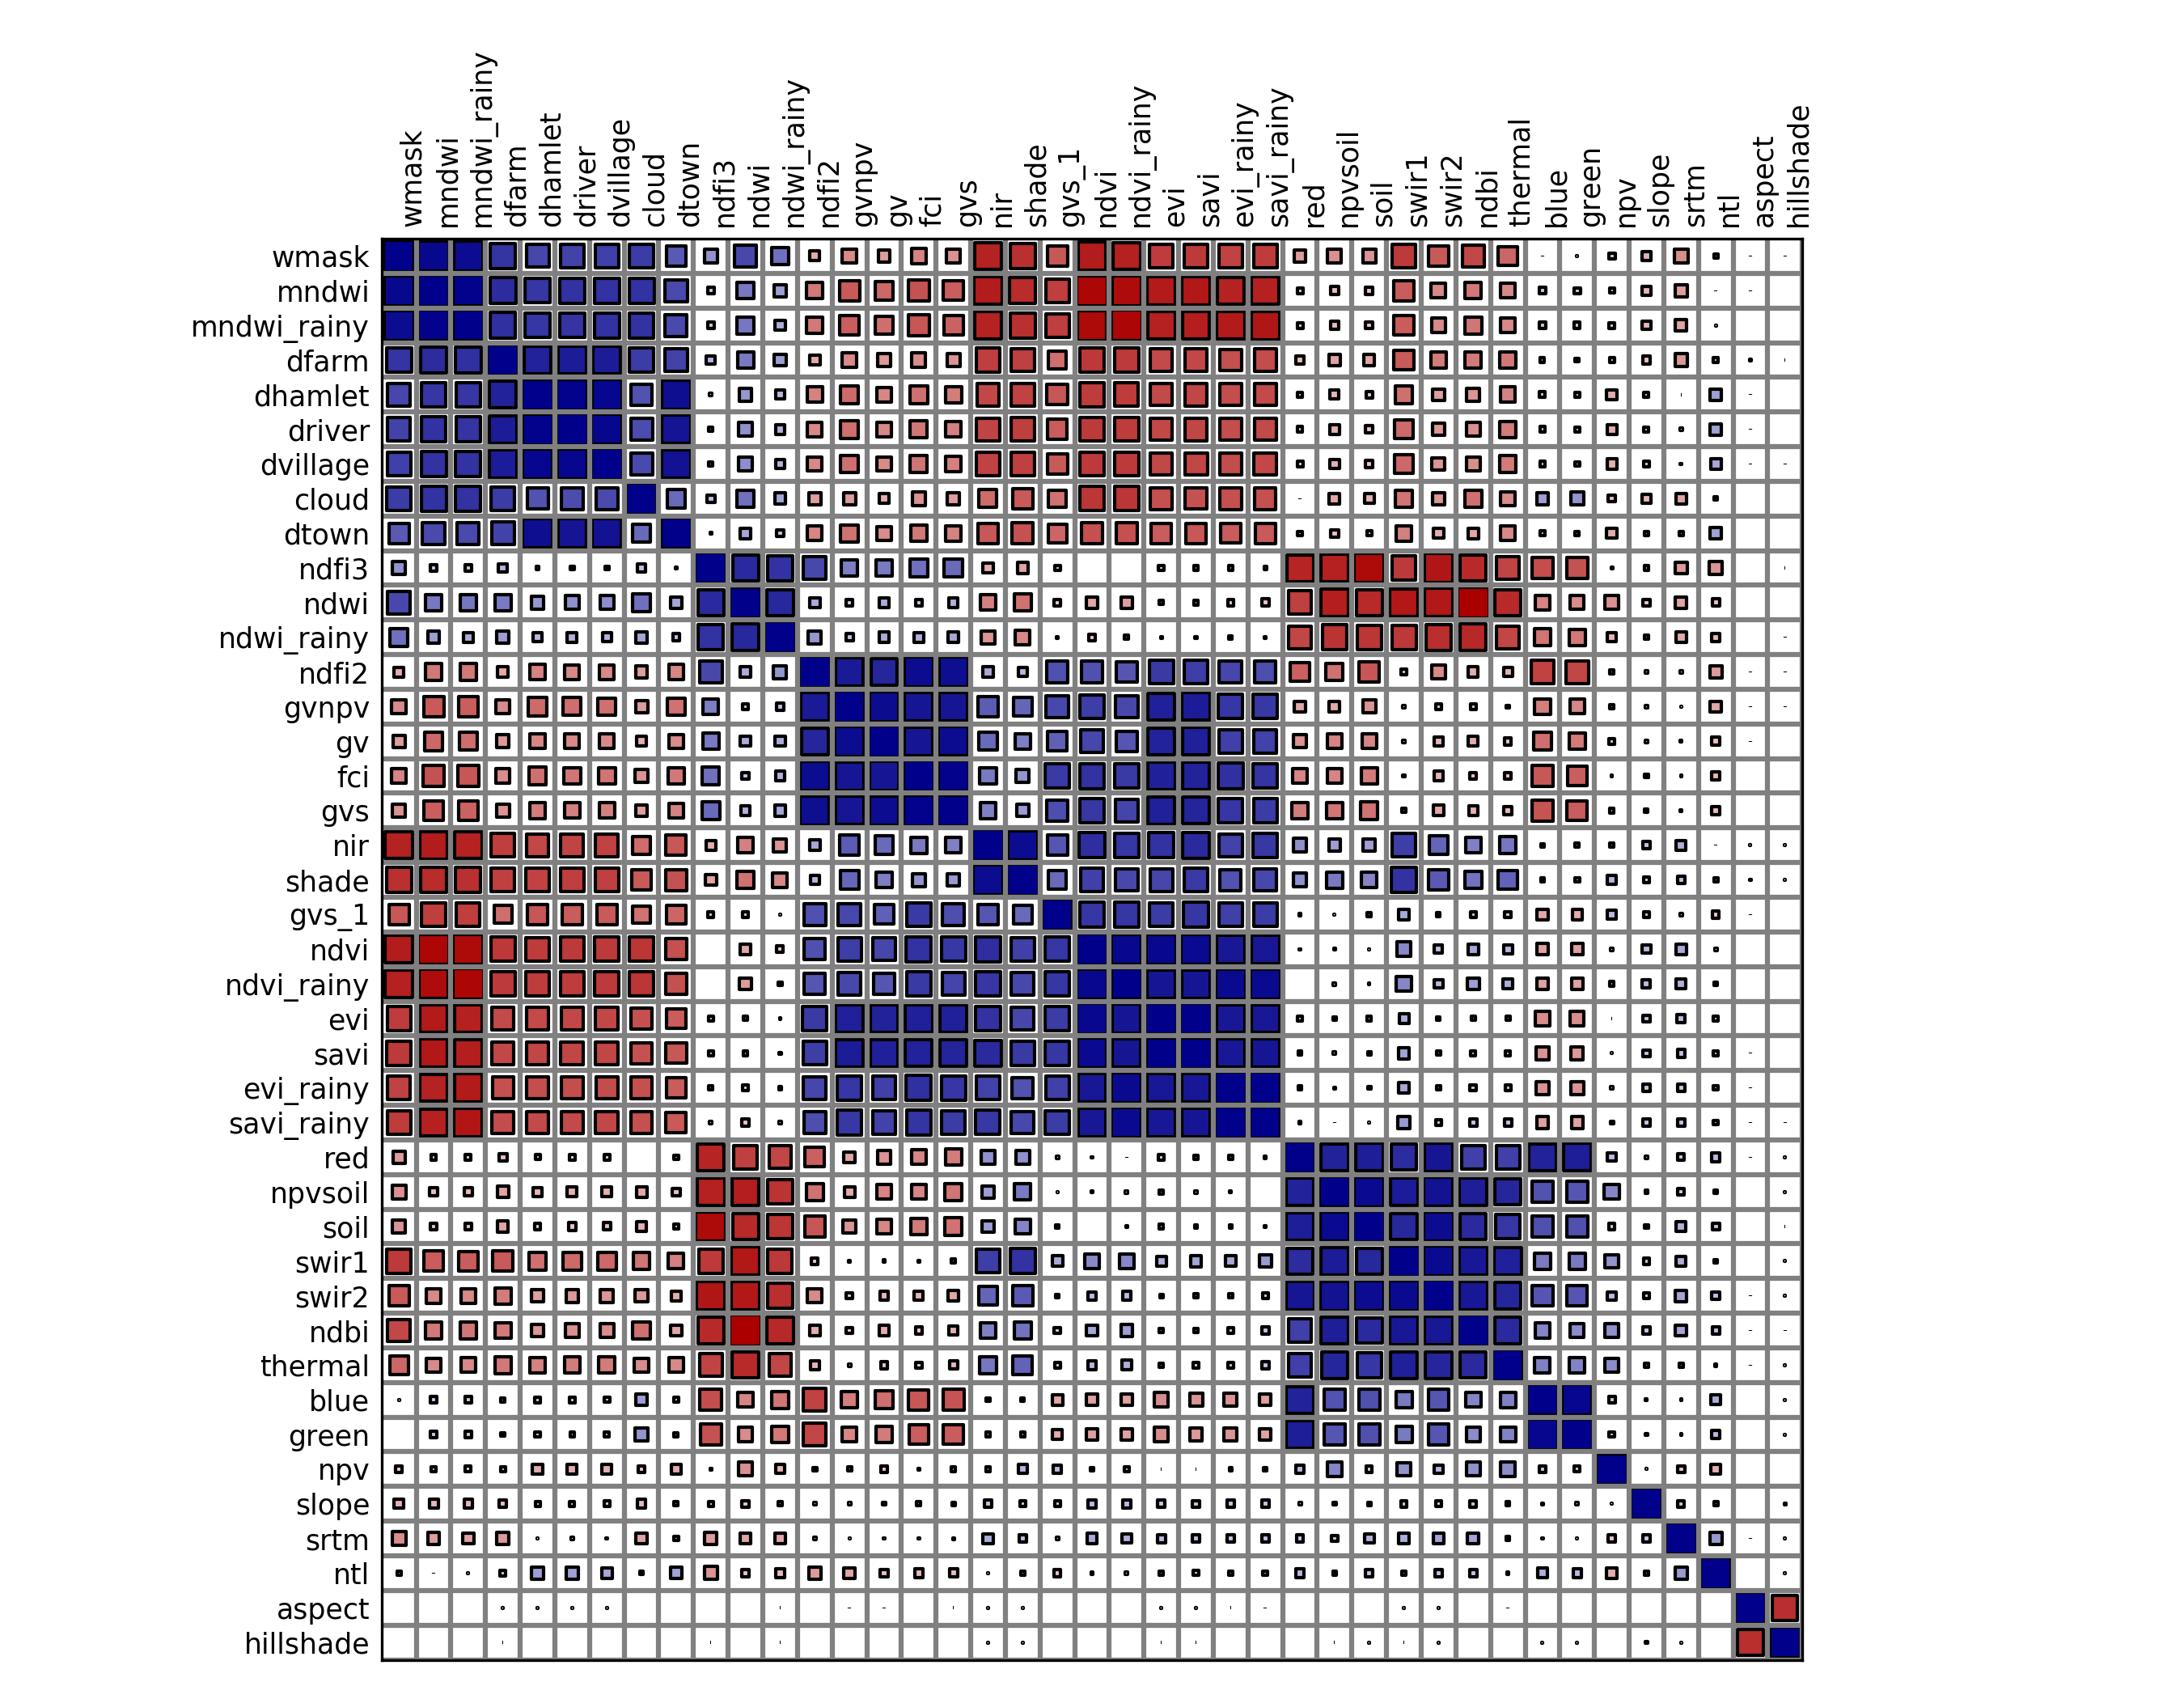 wmask
mndwi
mndwi_rainy
dfarm
dhamlet
driver
dvillage
cloud
dtown
ndfi3
ndwi
ndwi_rainy
ndfi2
gvnpv
gv
fci
gvs
nir
shade
gvs_1
ndvi
ndvi_rainy
evi
savi
evi_rainy
savi_rainy
red
npvsoil
soil
swir1
swir2
ndbi
thermal
blue
green
npv
slope
srtm
ntl
aspect
hillshade
wmask
mndwi
mndwi_rainy
dfarm
dhamlet
driver
dvillage
cloud
dtown
ndfi3
ndwi
ndwi_rainy
ndfi2
gvnpv
gv
fci
gvs
nir
shade
gvs_1
ndvi
ndvi_rainy
evi
savi
evi_rainy
savi_rainy
red
npvsoil
soil
swir1
swir2
ndbi
thermal
blue
green
npv
slope
srtm
ntl
aspect
hillshade